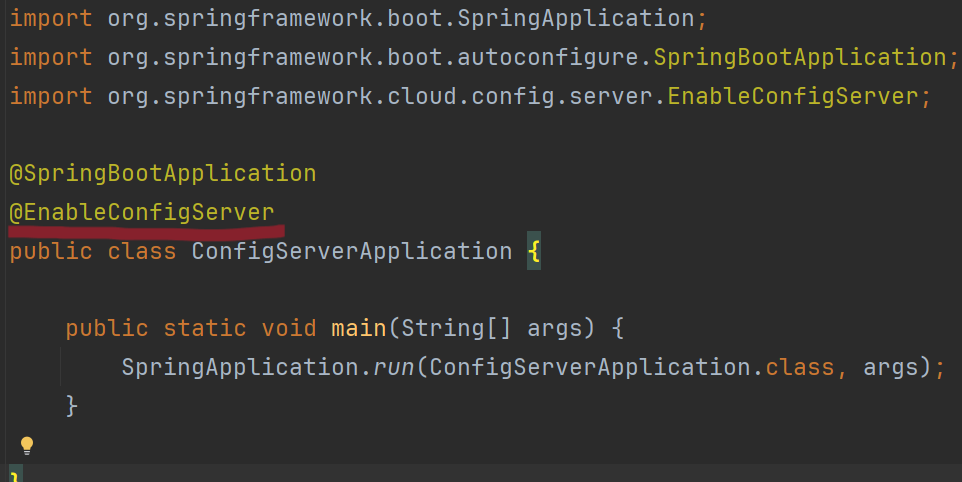 import org.springframework.boot.SpringApplication;
import org.springframework.boot.autoconfigure.SpringBootApplication;
import org.springframework.cloud.config.server.EnableConfigServer;
@SpringBootApplication
@EnableConfigServer
public class ConfigServerApplication {
public static void main(String[] args) {
SpringApplication.run(ConfigServerApplication.class, args);
}
}